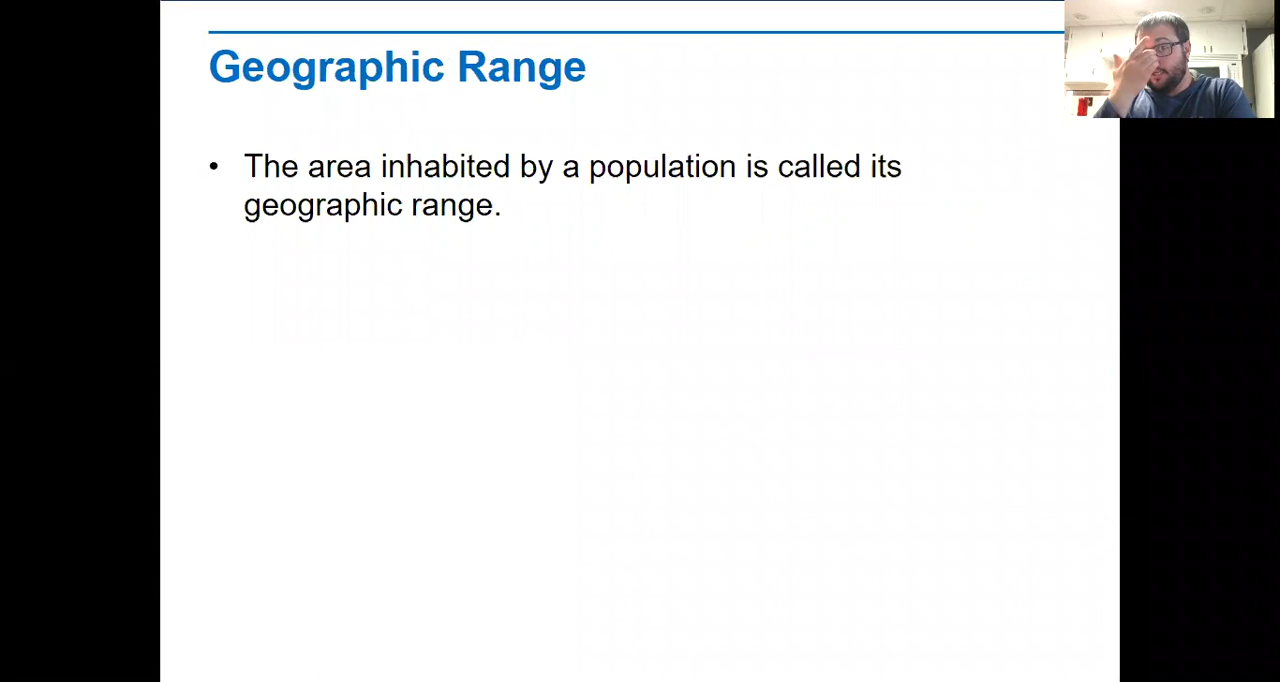 Geographic Range
• The area inhabited by a population is called its
geographic range.